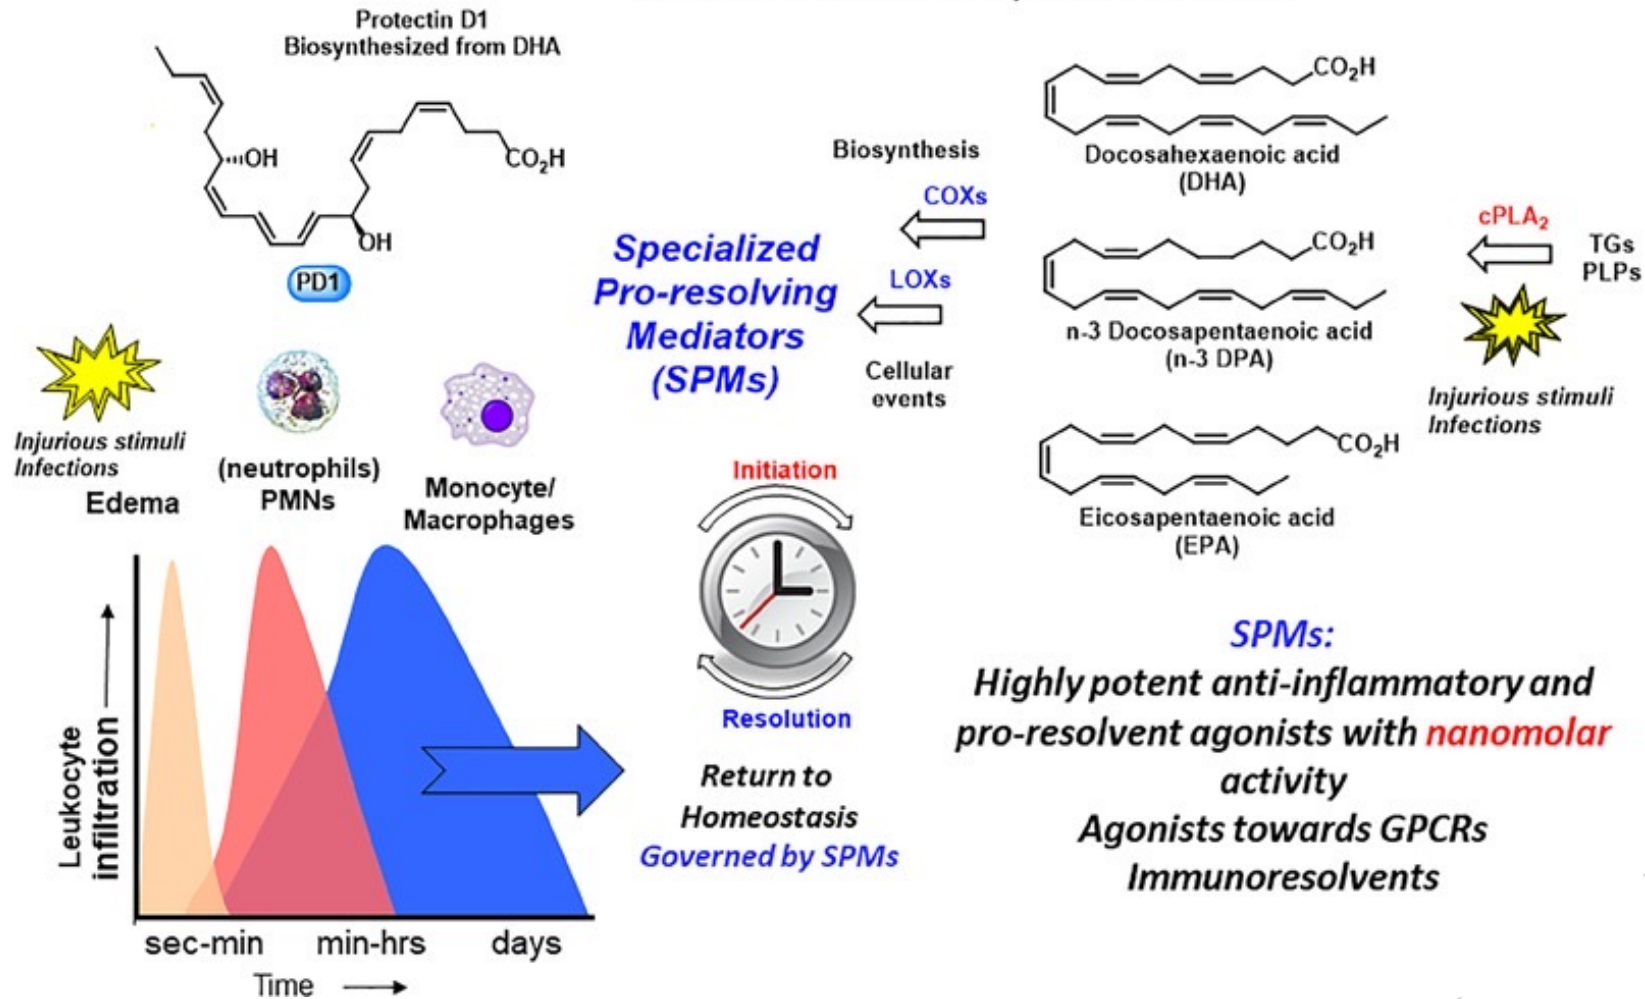 Protectin D1
Biosynthesized from DHA
OH
CO2H
OH
PD1
Injurious stimuli
Infections
Edema
(neutrophils)
PMNs
Monocyte/
Macrophages
Leukocyte
infiltration
sec-min
min-hrs
days
Time
Specialized
Pro-resolving
Mediators
(SPMs)
Biosynthesis
COXs
LOXs
Cellular
events
Initiation
Resolution
Return to
Homeostasis
Governed by SPMs
CO2H
Docosahexaenoic acid
(DHA)
CO2H
n-3 Docosapentaenoic acid
(n-3 DPA)
CO2H
Eicosapentaenoic acid
(EPA)
cPLA2
TGs
PLPs
Injurious stimuli
Infections
SPMs:
Highly potent anti-inflammatory and
pro-resolvent agonists with nanomolar
activity
Agonists towards GPCRs
Immunoresolvents